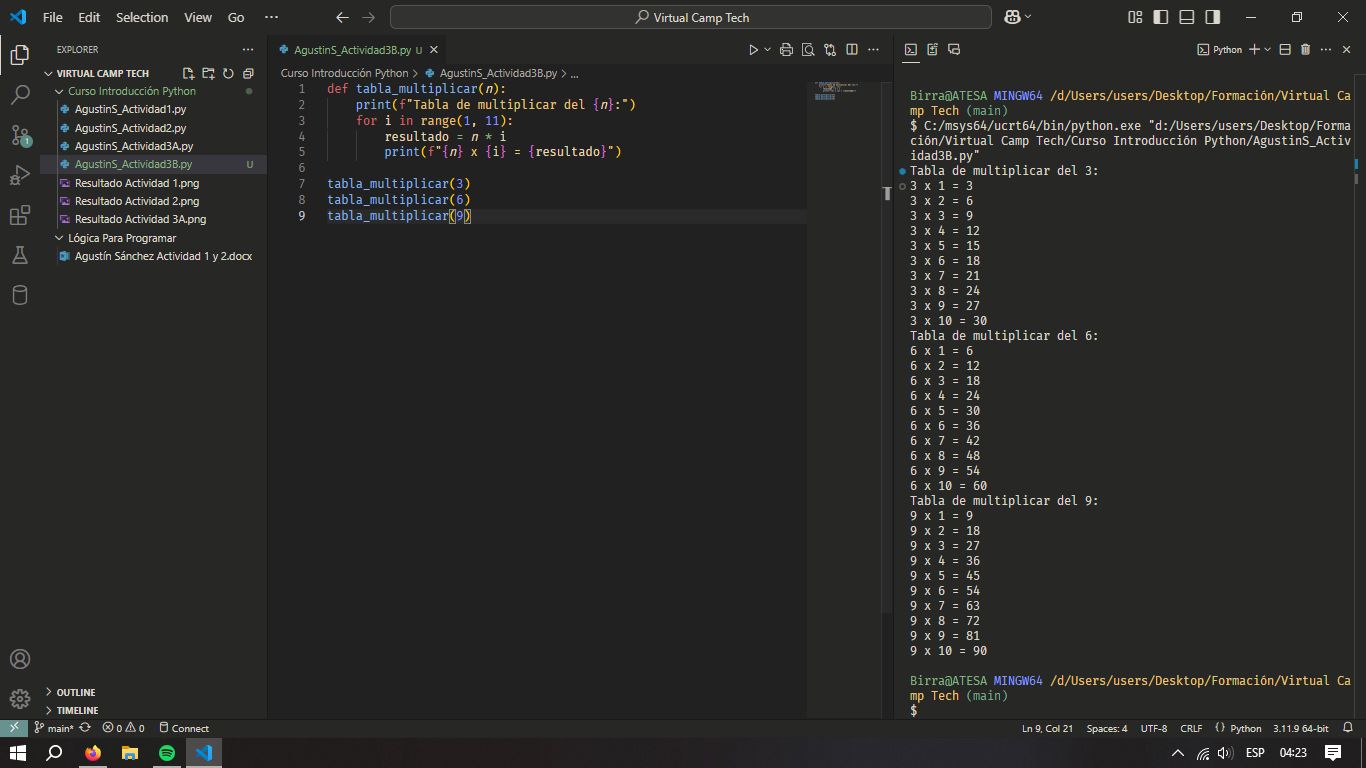 File Edit Selection View Go ···
Virtual Camp Tech
EXPLORER
VIRTUAL CAMP TECH
Curso Introducción Python
AgustinS_Actividad1.py
AgustinS_Actividad2.py
AgustinS_Actividad3A.py
AgustinS_Actividad3B.py U
Resultado Actividad 1.png
Resultado Actividad 2.png
Resultado Actividad 3A.png
Lógica Para Programar
Agustín Sánchez Actividad 1 y 2.docx
OUTLINE
TIMELINE
1
AgustinS_Actividad3B.py U
Curso Introducción Python > AgustinS_Actividad3B.py > ...
1 def tabla_multiplicar(n):
2     print(f"Tabla de multiplicar del {n}:")
3     for i in range(1, 11):
4         resultado = n * i
5         print(f"{n} x {i} = {resultado}")
6
7 tabla_multiplicar(3)
8 tabla_multiplicar(6)
9 tabla_multiplicar(9)
Python
Birra@ATESA MINGW64 /d/Users/users/Desktop/Formación/Virtual Ca
mp Tech (main)
$ C:/msys64/ucrt64/bin/python.exe "d:/Users/users/Desktop/Forma
ción/Virtual Camp Tech/Curso Introducción Python/AgustinS_Activ
idad3B.py"
Tabla de multiplicar del 3:
3 x 1 = 3
3 x 2 = 6
3 x 3 = 9
3 x 4 = 12
3 x 5 = 15
3 x 6 = 18
3 x 7 = 21
3 x 8 = 24
3 x 9 = 27
3 x 10 = 30
Tabla de multiplicar del 6:
6 x 1 = 6
6 x 2 = 12
6 x 3 = 18
6 x 4 = 24
6 x 5 = 30
6 x 6 = 36
6 x 7 = 42
6 x 8 = 48
6 x 9 = 54
6 x 10 = 60
Tabla de multiplicar del 9:
9 x 1 = 9
9 x 2 = 18
9 x 3 = 27
9 x 4 = 36
9 x 5 = 45
9 x 6 = 54
9 x 7 = 63
9 x 8 = 72
9 x 9 = 81
9 x 10 = 90
Birra@ATESA MINGW64 /d/Users/users/Desktop/Formación/Virtual Ca
mp Tech (main)
$
main* 0 0 Connect
Ln 9, Col 21 Spaces: 4 UTF-8 CRLF Python 3.11.9 64-bit
ESP 04:23